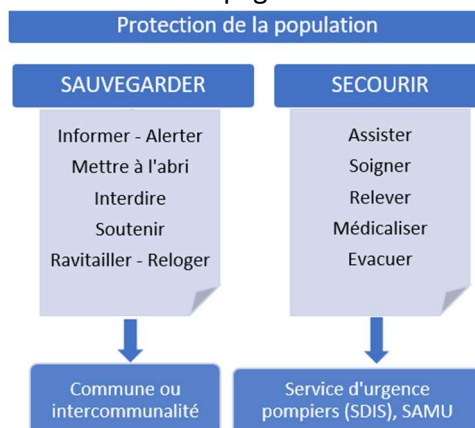 Protection de la population
SAUVEGARDER
Informer - Alerter
Mettre à l'abri
Interdire
Soutenir
Ravitailler - Reloger
Commune ou
intercommunalité
SECOURIR
Assister
Soigner
Relever
Médicaliser
Evacuer
Service d'urgence
pompiers (SDIS), SAMU